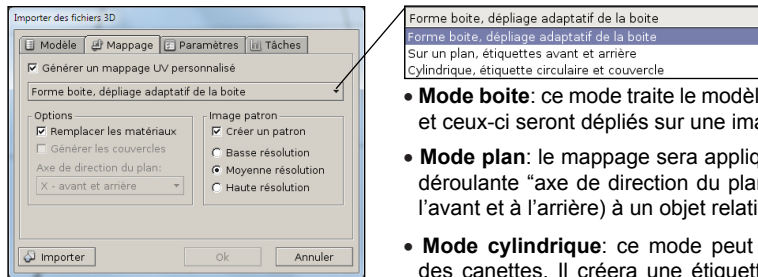 Importer des fichiers 3D
Modèle Mappage Paramètres Tâches
Générer un mappage UV personnalisé
Forme boite, dépliage adaptatif de la boite
Options
Remplacer les matériaux
Générer les couvercles
Axe de direction du plan:
X - avant et arrière
Image patron
Créer un patron
Basse résolution
Moyenne résolution
Haute résolution
Importer Ok Annuler
Forme boite, dépliage adaptatif de la boite
Forme boite, dépliage adaptatif de la boite
Sur un plan, étiquettes avant et arrière
Cylindrique, étiquette circulaire et couvercle
• Mode boite: ce mode traite le modèl
et ceux-ci seront dépliés sur une ima
• Mode plan: le mappage sera appliq
déroulante “axe de direction du plan
l’avant et à l’arrière) à un objet relati
• Mode cylindrique: ce mode peut
des canettes. Il créera une étiquett